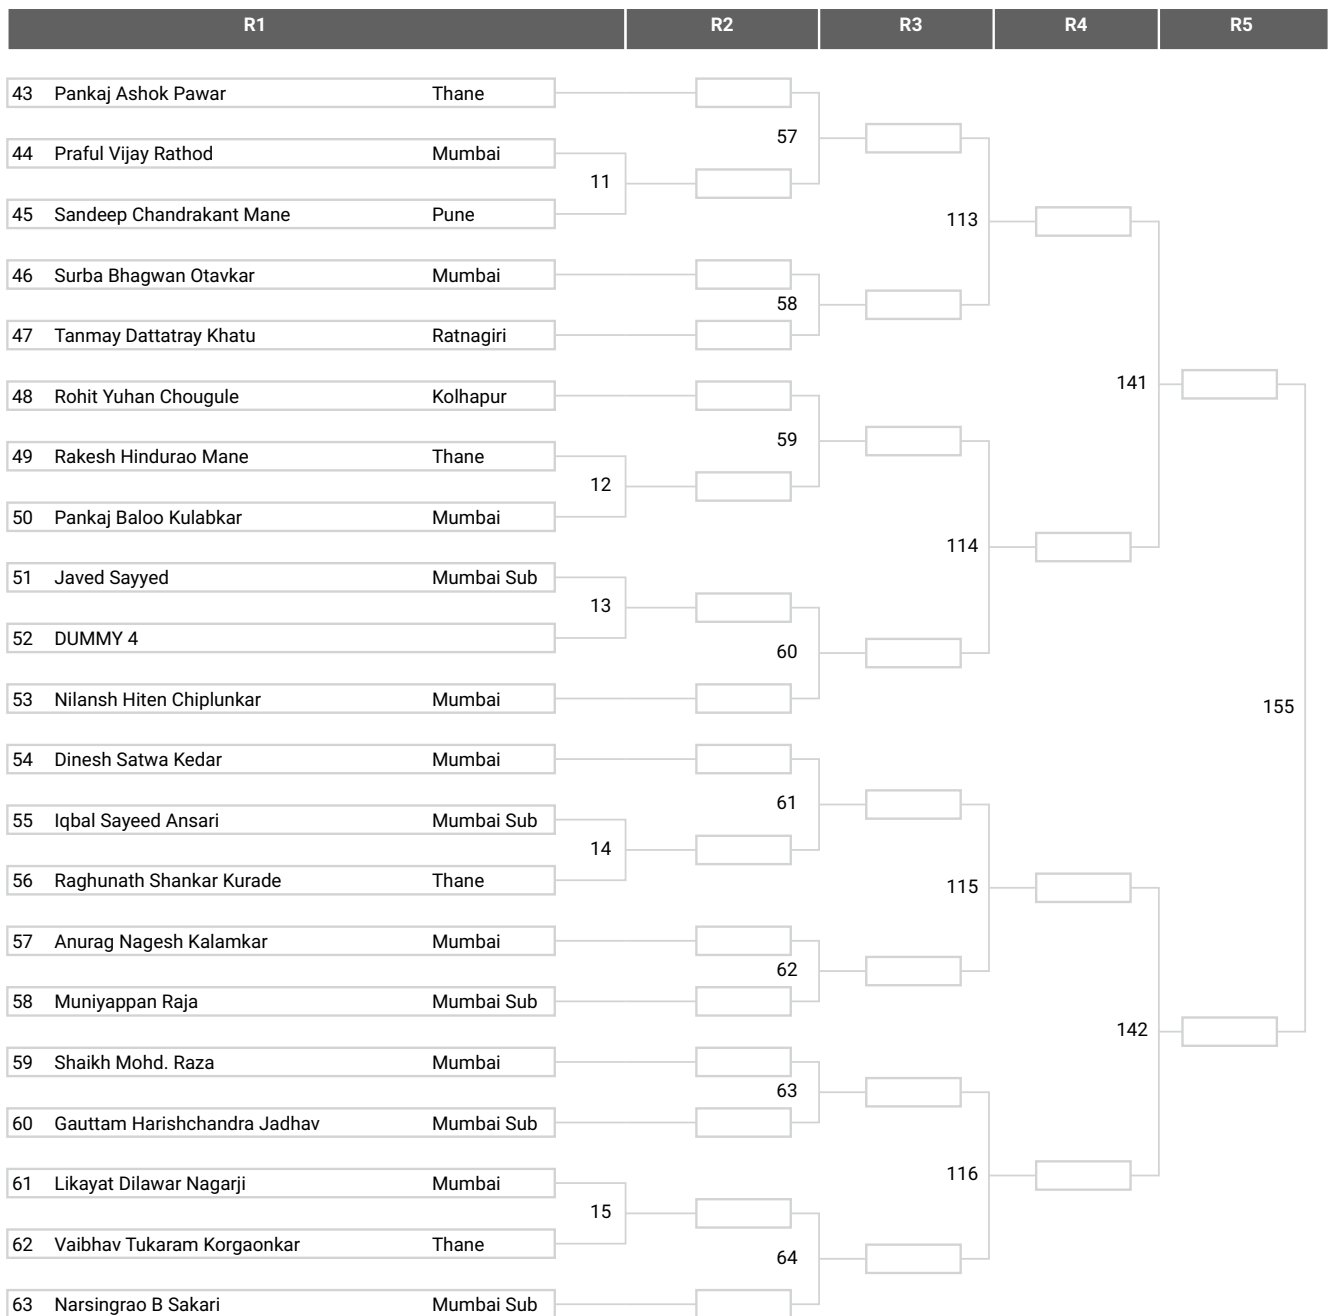 R1 R2 R3 R4 R5
43 Pankaj Ashok Pawar Thane
57
44 Praful Vijay Rathod Mumbai
11
45 Sandeep Chandrakant Mane Pune
113
46 Surba Bhagwan Otavkar Mumbai
58
47 Tanmay Dattatray Khatu Ratnagiri
141
48 Rohit Yuhan Chougule Kolhapur
59
49 Rakesh Hindurao Mane Thane
12
50 Pankaj Baloo Kulabkar Mumbai
114
51 Javed Sayyed Mumbai Sub
13
52 DUMMY 4
60
53 Nilansh Hiten Chiplunkar Mumbai
155
54 Dinesh Satwa Kedar Mumbai
61
55 Iqbal Sayeed Ansari Mumbai Sub
14
56 Raghunath Shankar Kurade Thane
115
57 Anurag Nagesh Kalamkar Mumbai
62
58 Muniyappan Raja Mumbai Sub
142
59 Shaikh Mohd. Raza Mumbai
63
60 Gauttam Harishchandra Jadhav Mumbai Sub
116
61 Likayat Dilawar Nagarji Mumbai
15
62 Vaibhav Tukaram Korgaonkar Thane
64
63 Narsingrao B Sakari Mumbai Sub